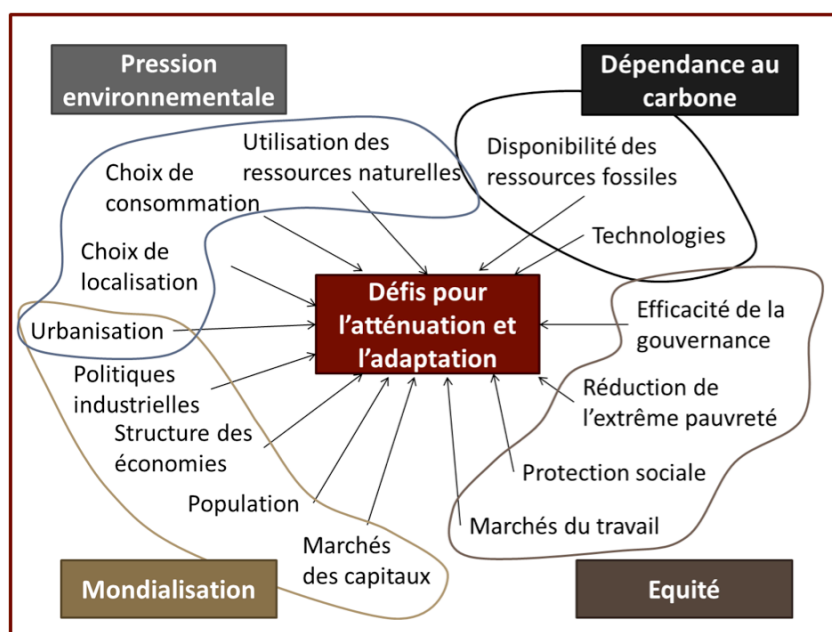 Pression
environnementale
Dépendance au
carbone
Utilisation des
ressources naturelles
Disponibilité des
ressources fossiles
Choix de
consommation
Technologies
Choix de
localisation
Défis pour
l'atténuation et
l'adaptation
Urbanisation
Efficacité de la
gouvernance
Politiques
industrielles
Réduction de
l'extrême pauvreté
Structure des
économies
Protection sociale
Population
Marchés du travail
Marchés
des capitaux
Mondialisation
Equité